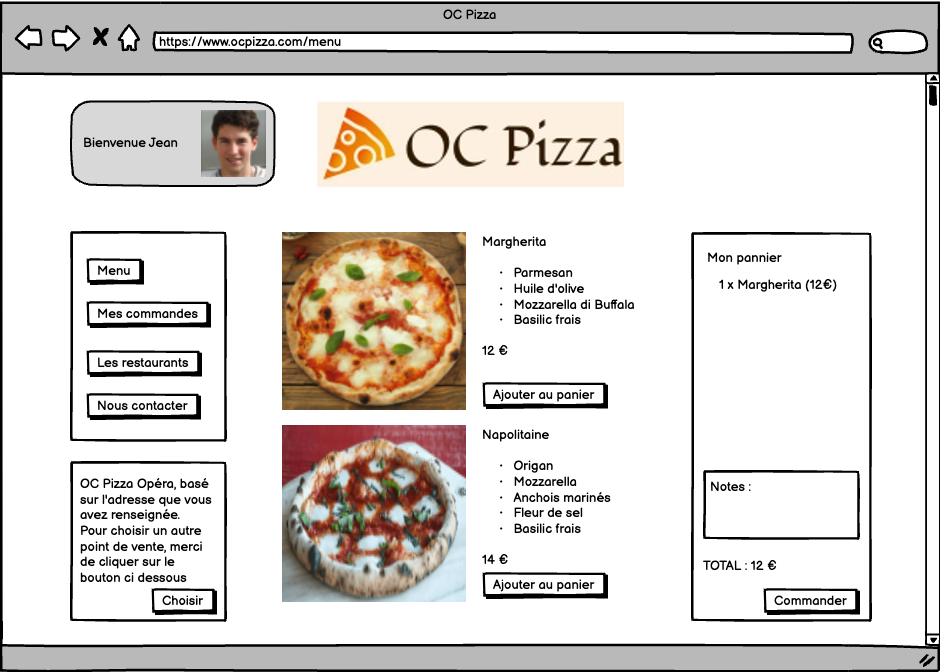 OC Pizza
https://www.ocpizza.com/menu
Bienvenue Jean
OC Pizza
Menu
Mes commandes
Les restaurants
Nous contacter
OC Pizza Opéra, basé
sur l'adresse que vous
avez renseignée.
Pour choisir un autre
point de vente, merci
de cliquer sur le
bouton ci dessous
Choisir
Margherita
• Parmesan
• Huile d'olive
• Mozzarella di Buffala
• Basilic frais
12 €
Ajouter au panier
Napolitaine
• Origan
• Mozzarella
• Anchois marinés
• Fleur de sel
• Basilic frais
14 €
Ajouter au panier
Mon pannier
1 x Margherita (12€)
Notes :
TOTAL : 12 €
Commander